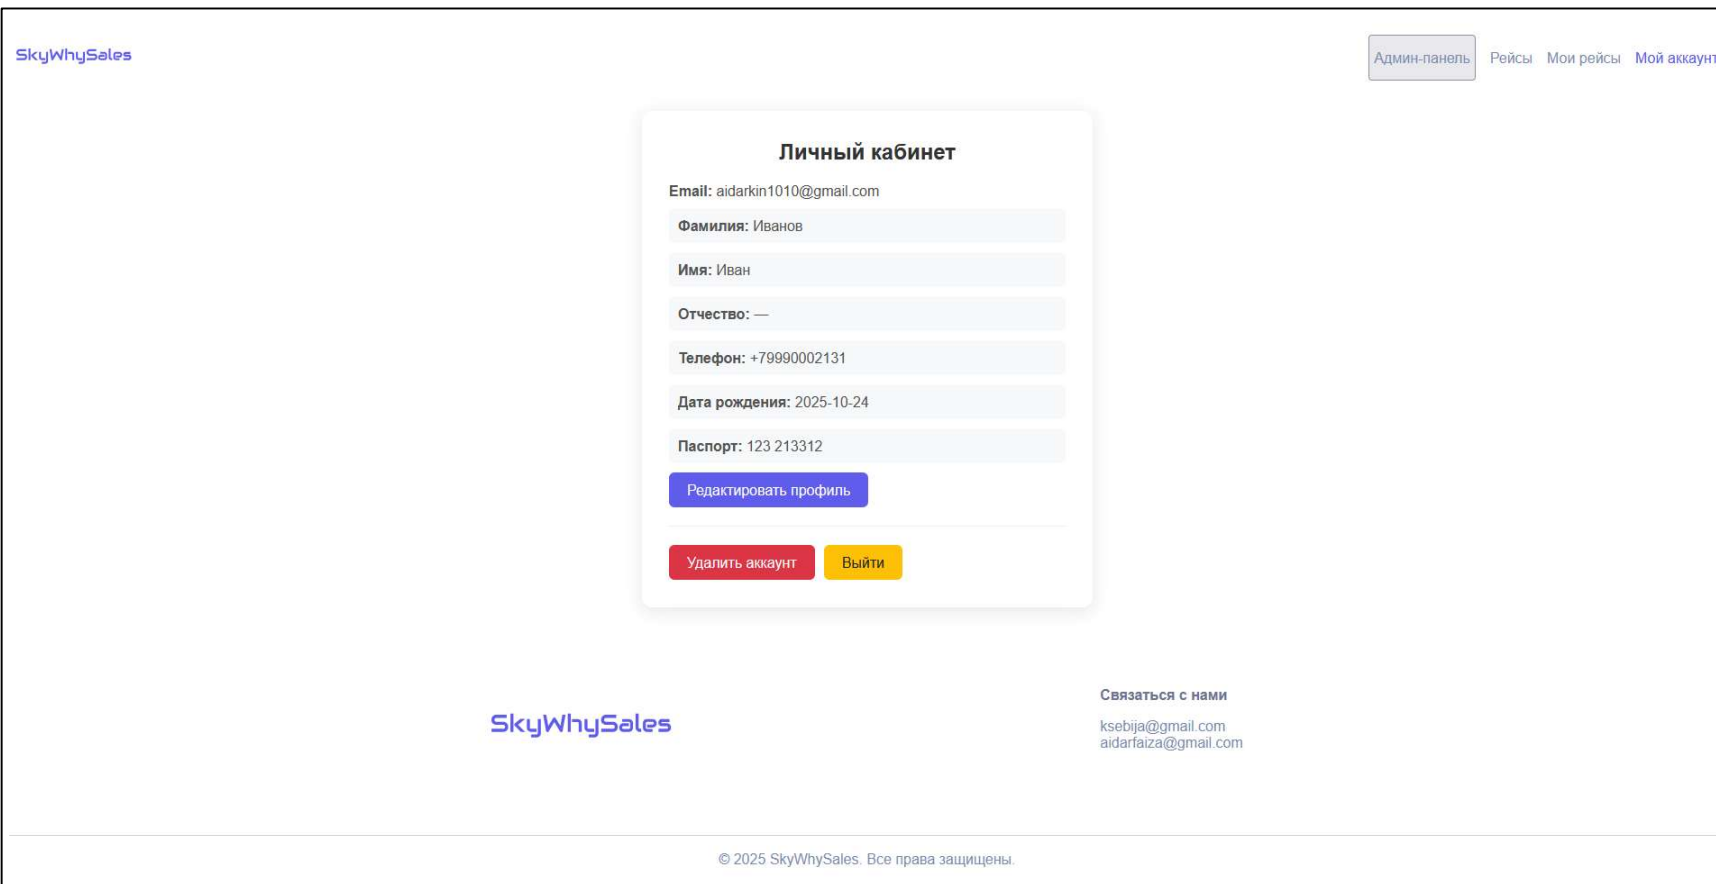 SkyWhySales
Админ-панель Рейсы Мои рейсы Мой аккаунт
Личный кабинет
Email: aidarkin1010@gmail.com
Фамилия: Иванов
Имя: Иван
Отчество: —
Телефон: +79990002131
Дата рождения: 2025-10-24
Паспорт: 123 213312
Редактировать профиль
Удалить аккаунт Выйти
SkyWhySales
Связаться с нами
ksebija@gmail.com
aidarfaiza@gmail.com
© 2025 SkyWhySales. Все права защищены.